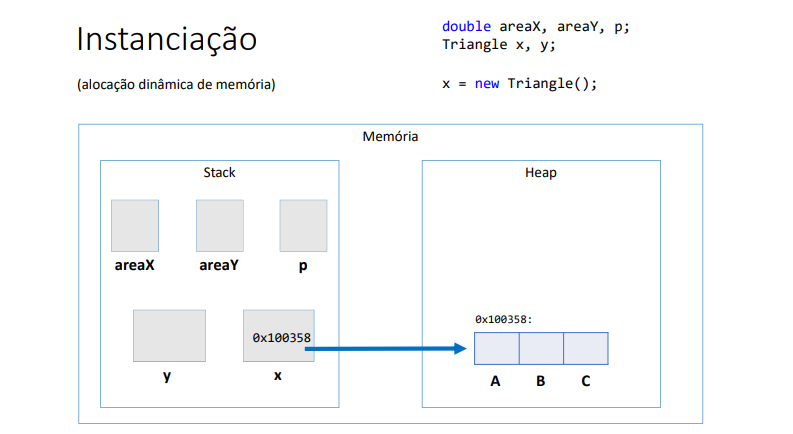 Instanciação
(alocação dinâmica de memória)
double areaX, areaY, p;
Triangle x, y;
x = new Triangle();
Memória
Stack
areaX
areaY
p
y
0x100358
x
Heap
0x100358:
A
B
C